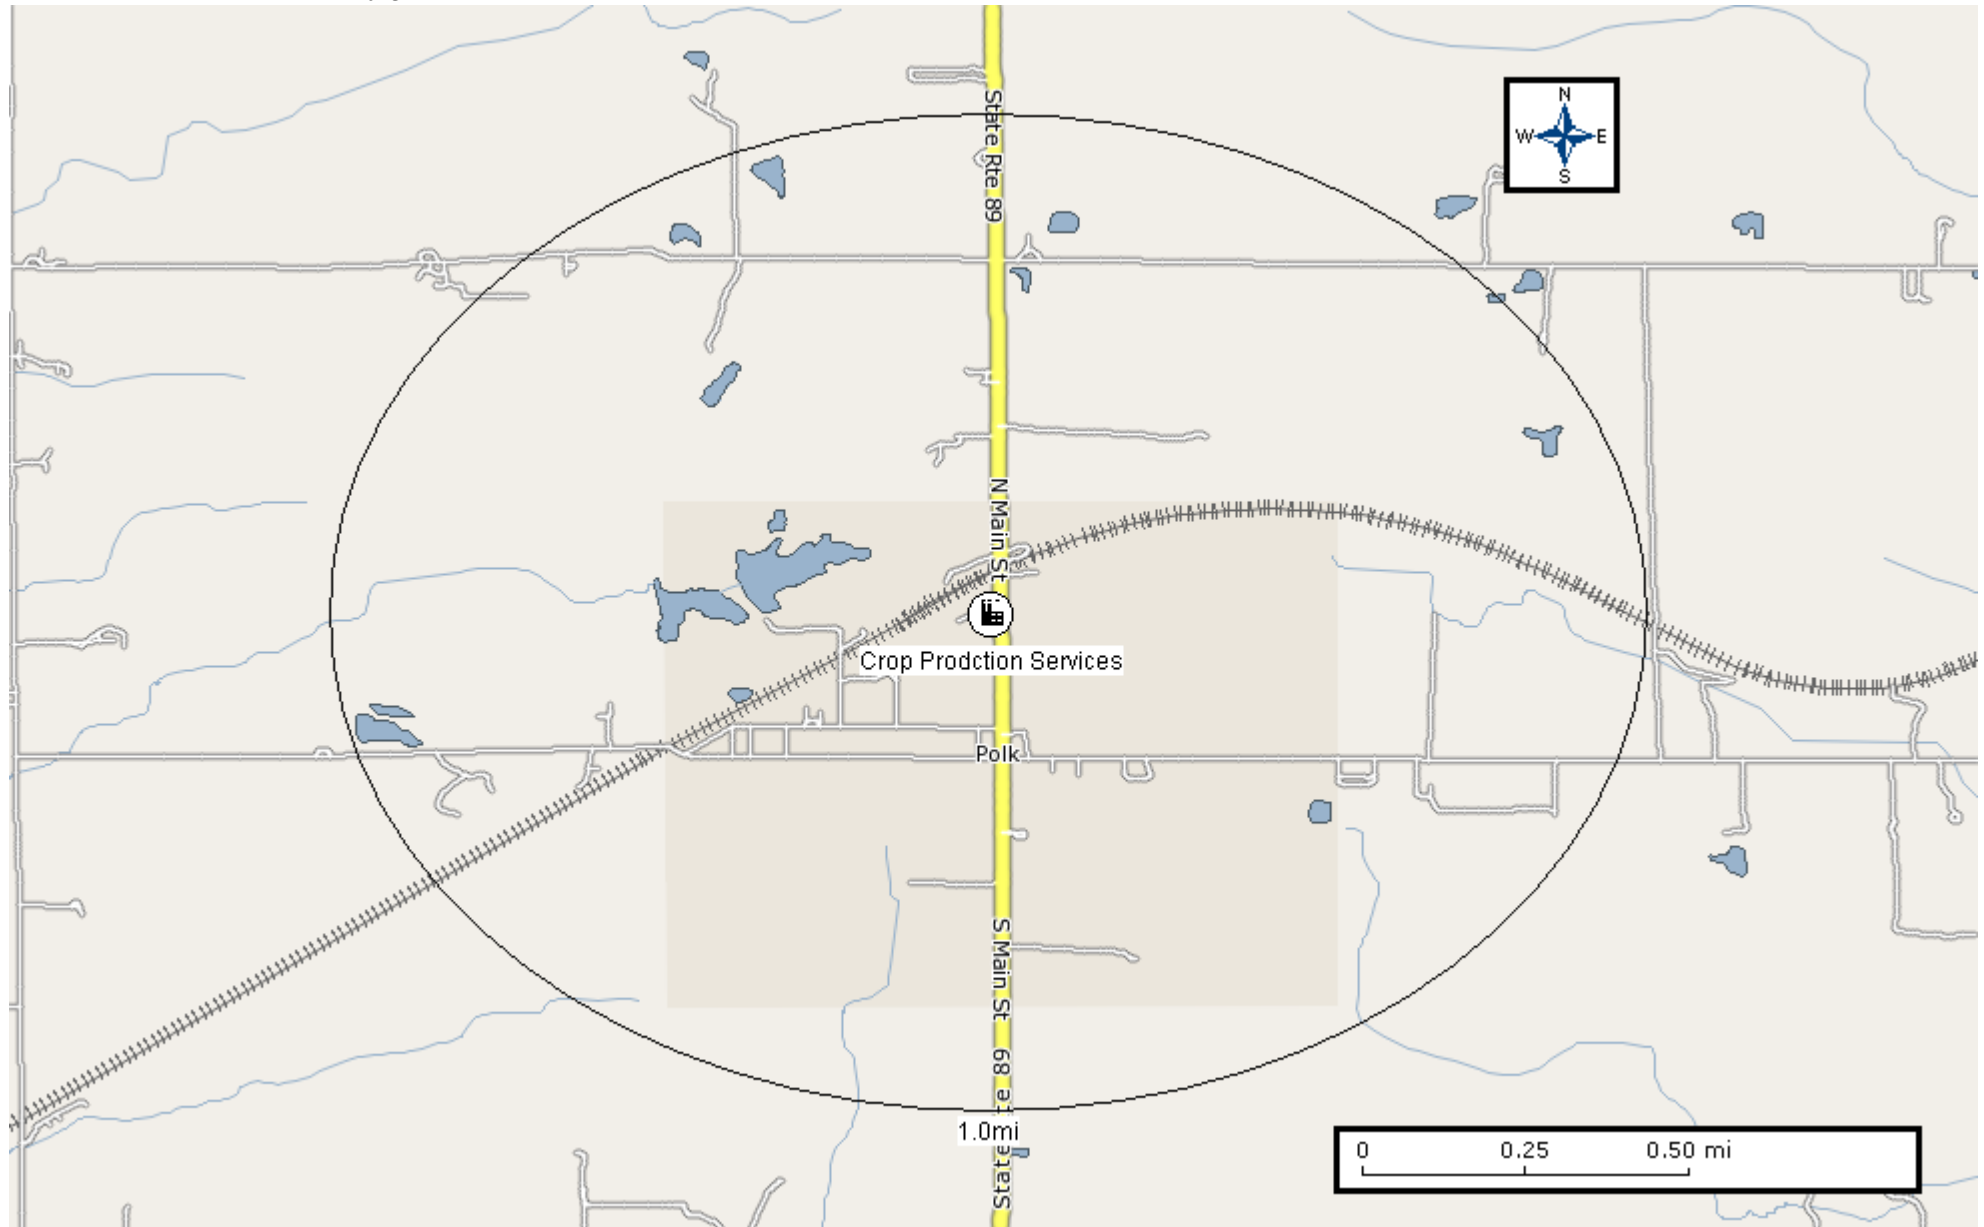 N
W E
S
State Rte 89
N Main St
Crop Prodction Services
Polk
S Main St
State Rte 89
1.0mi
0 0.25 0.50 mi